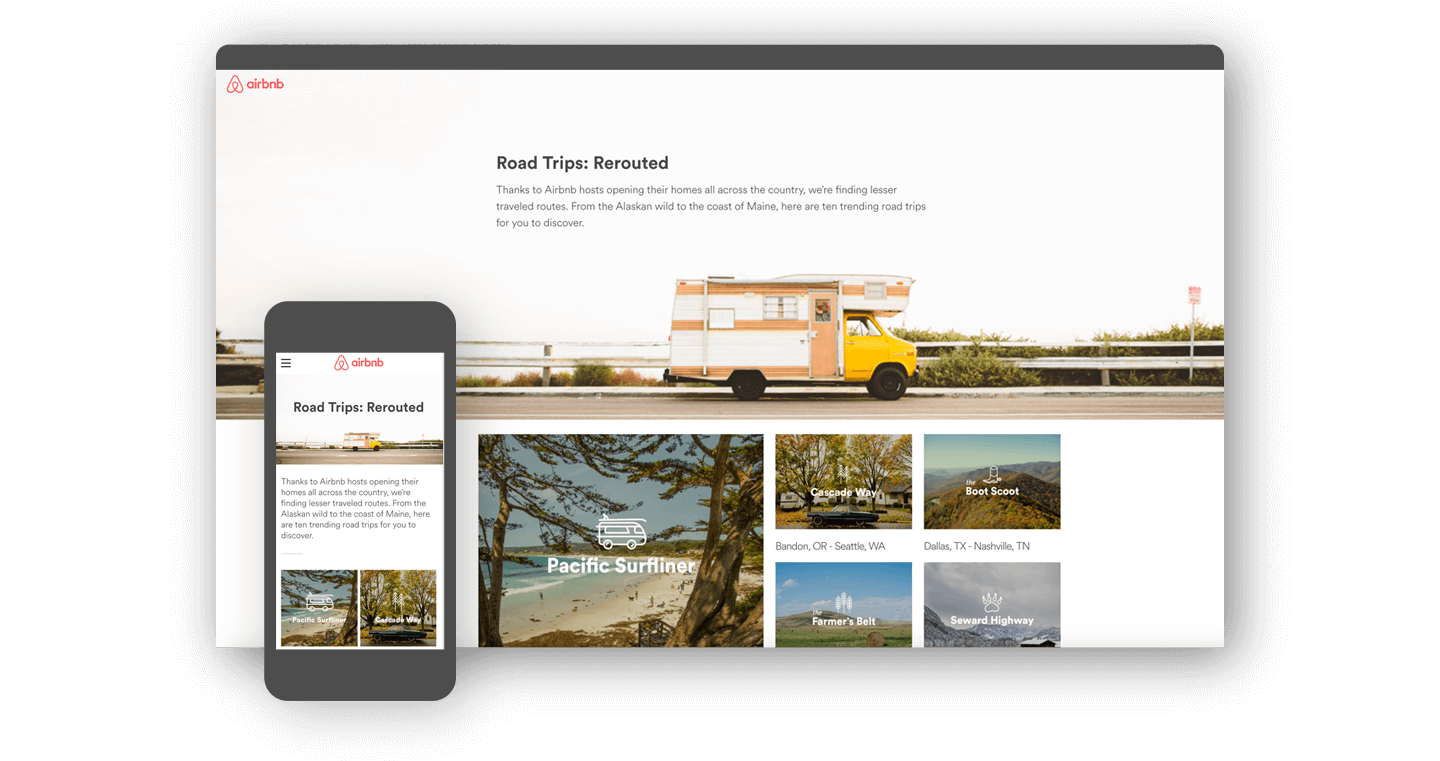 airbnb
Road Trips: Rerouted
Thanks to Airbnb hosts opening their homes all across the country, we're finding lesser
traveled routes. From the Alaskan wild to the coast of Maine, here are ten trending road trips
for you to discover.
Pacific Surfliner
Cascade Way
Bandon, OR - Seattle, WA
the
Boot Scoot
Dallas, TX - Nashville, TN
the
Farmer's Belt
Seward Highway
airbnb
Road Trips: Rerouted
Thanks to Airbnb hosts opening their
homes all across the country, we're
finding lesser traveled routes. From the
Alaskan wild to the coast of Maine, here
are ten trending road trips for you to
discover.
Pacific Surfliner
Cascade Way